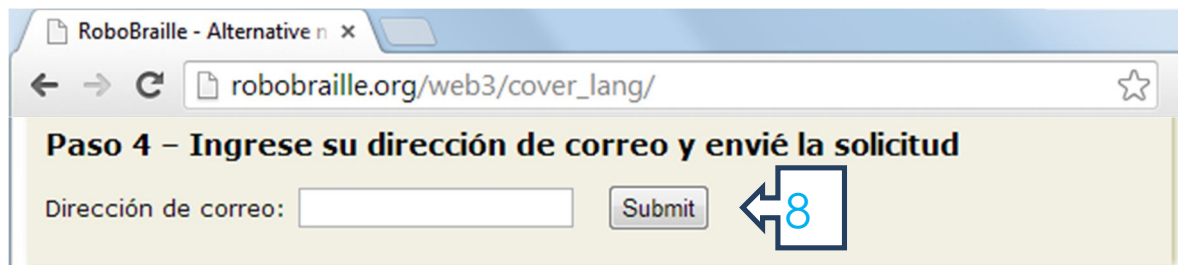 RoboBraille - Alternative n
robobraille.org/web3/cover_lang/
Paso 4 – Ingrese su dirección de correo y envié la solicitud
Dirección de correo: Submit 8